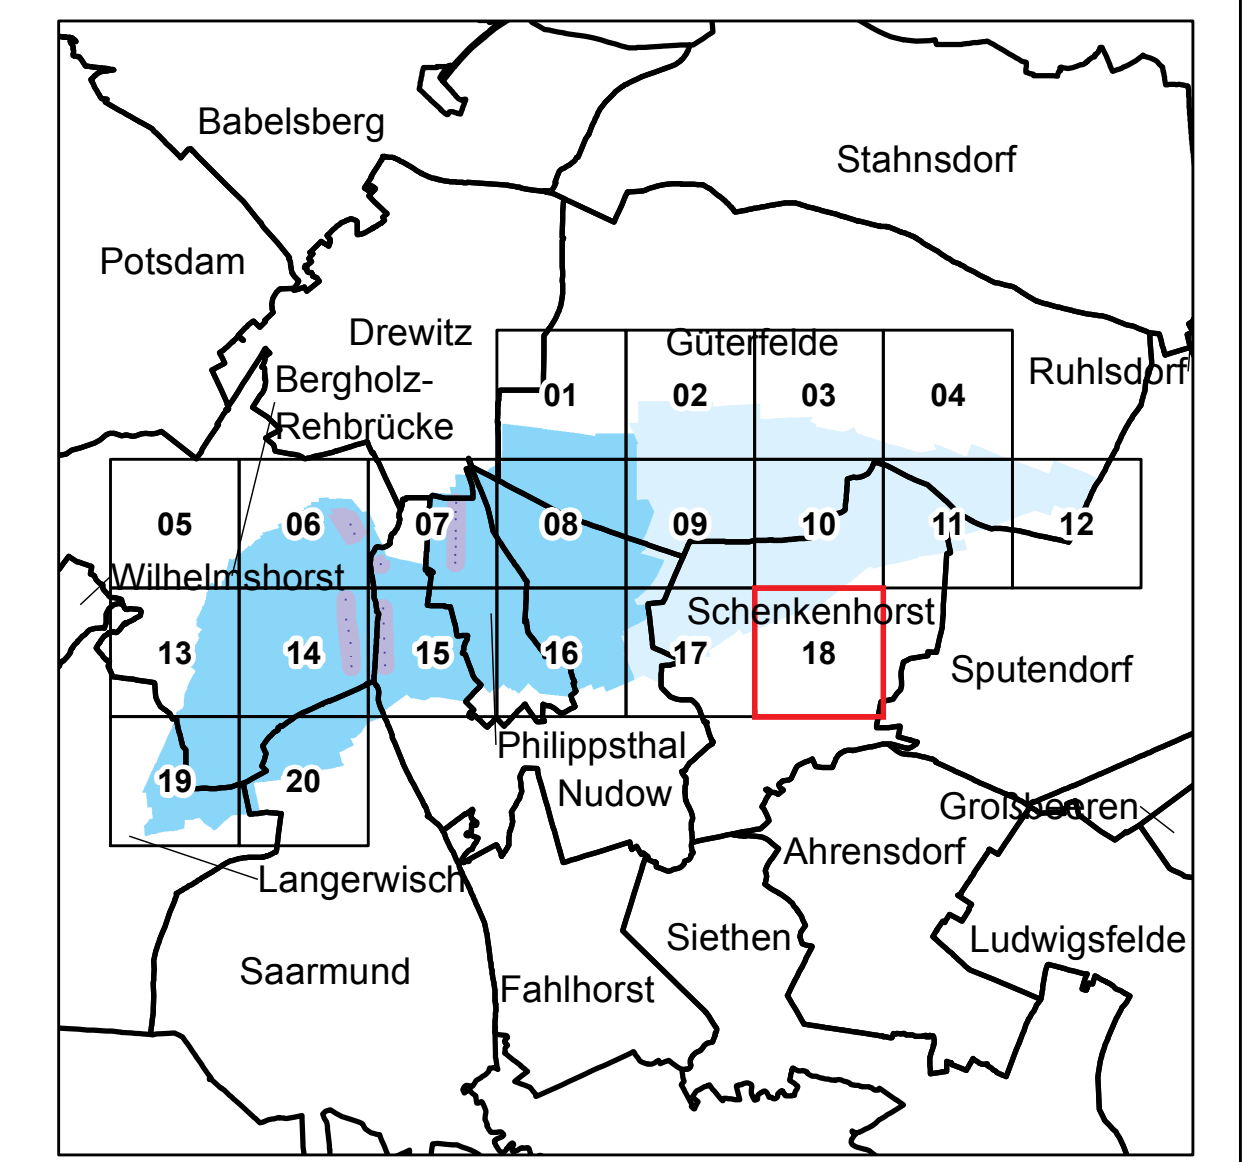 Babelsberg
Stahnsdorf
Potsdam
Drewitz
Güterfelde
Ruhlsdorf
Bergholz-
Rehbrücke
01
02
03
04
05
06
07
08
09
10
11
12
Wilhelmshorst
Schenkenhorst
13
14
15
16
17
18
Sputendorf
Philippsthal
19
20
Nudow
Großbeeren
Ahrensdorf
Langerwisch
Siethen
Ludwigsfelde
Saarmund
Fahlhorst